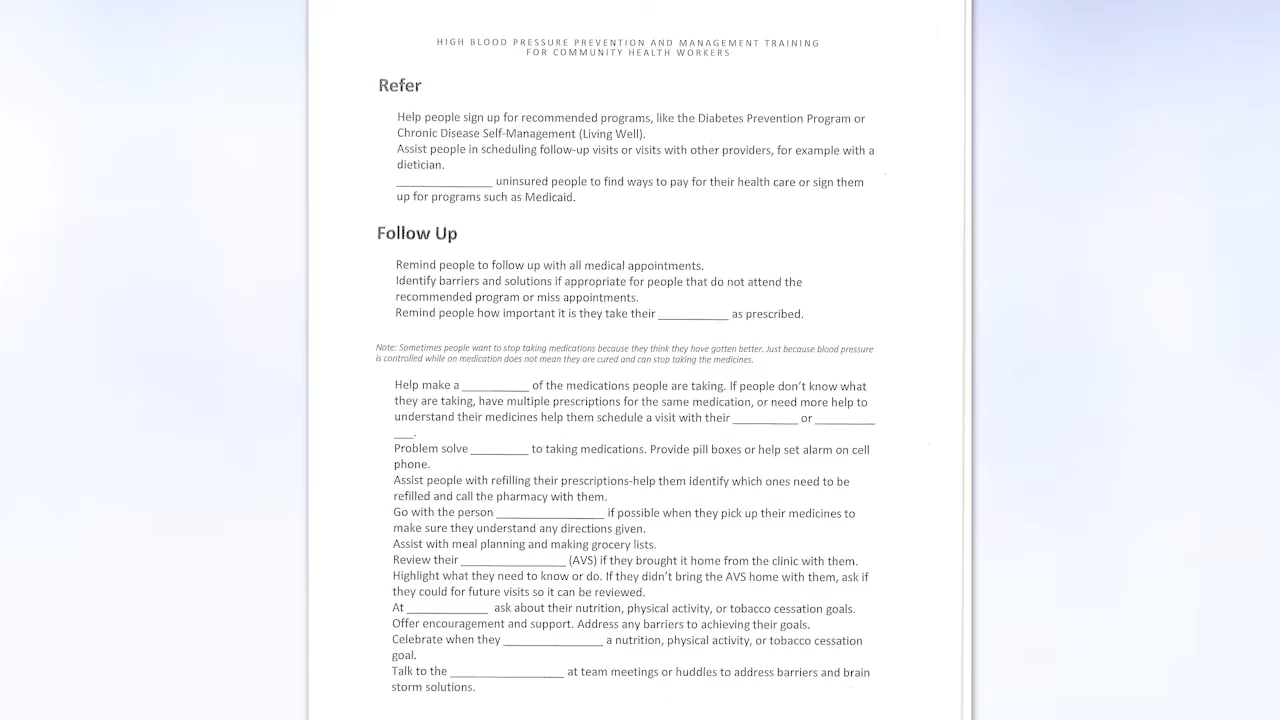 HIGH BLOOD PRESSURE PREVENTION AND MANAGEMENT TRAINING
FOR COMMUNITY HEALTH WORKERS
Refer
Help people sign up for recommended programs, like the Diabetes Prevention Program or
Chronic Disease Self-Management (Living Well).
Assist people in scheduling follow-up visits or visits with other providers, for example with a
dietician.
_______________ uninsured people to find ways to pay for their health care or sign them
up for programs such as Medicaid.
Follow Up
Remind people to follow up with all medical appointments.
Identify barriers and solutions if appropriate for people that do not attend the
recommended program or miss appointments.
Remind people how important it is they take their ___________ as prescribed.
Note: Sometimes people want to stop taking medications because they think they have gotten better. Just because blood pressure
is controlled while on medication does not mean they are cured and can stop taking the medicines.
Help make a ___________ of the medications people are taking. If people don't know what
they are taking, have multiple prescriptions for the same medication, or need more help to
understand their medicines help them schedule a visit with their __________ or __________
___.
Problem solve _________ to taking medications. Provide pill boxes or help set alarm on cell
phone.
Assist people with refilling their prescriptions-help them identify which ones need to be
refilled and call the pharmacy with them.
Go with the person _________________ if possible when they pick up their medicines to
make sure they understand any directions given.
Assist with meal planning and making grocery lists.
Review their _________________ (AVS) if they brought it home from the clinic with them.
Highlight what they need to know or do. If they didn't bring the AVS home with them, ask if
they could for future visits so it can be reviewed.
At _____________ ask about their nutrition, physical activity, or tobacco cessation goals.
Offer encouragement and support. Address any barriers to achieving their goals.
Celebrate when they ________________ a nutrition, physical activity, or tobacco cessation
goal.
Talk to the __________________ at team meetings or huddles to address barriers and brain
storm solutions.